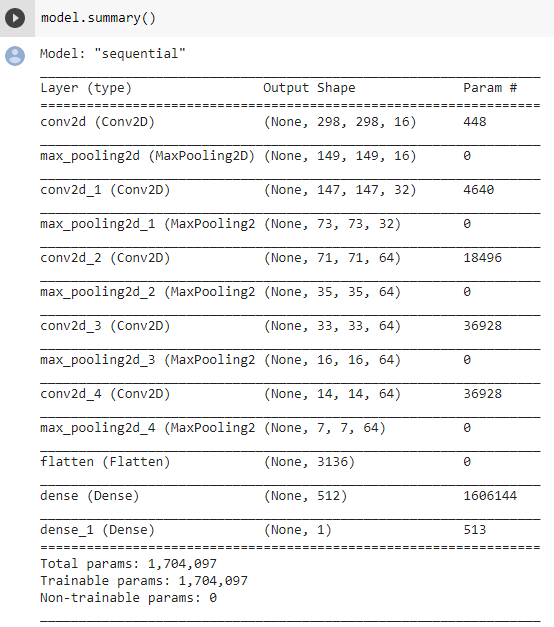 model.summary()
Model: "sequential"
Layer (type) Output Shape Param #
=================================================================
conv2d (Conv2D) (None, 298, 298, 16) 448
max_pooling2d (MaxPooling2D) (None, 149, 149, 16) 0
conv2d_1 (Conv2D) (None, 147, 147, 32) 4640
max_pooling2d_1 (MaxPooling2 (None, 73, 73, 32) 0
conv2d_2 (Conv2D) (None, 71, 71, 64) 18496
max_pooling2d_2 (MaxPooling2 (None, 35, 35, 64) 0
conv2d_3 (Conv2D) (None, 33, 33, 64) 36928
max_pooling2d_3 (MaxPooling2 (None, 16, 16, 64) 0
conv2d_4 (Conv2D) (None, 14, 14, 64) 36928
max_pooling2d_4 (MaxPooling2 (None, 7, 7, 64) 0
flatten (Flatten) (None, 3136) 0
dense (Dense) (None, 512) 1606144
dense_1 (Dense) (None, 1) 513
=================================================================
Total params: 1,704,097
Trainable params: 1,704,097
Non-trainable params: 0